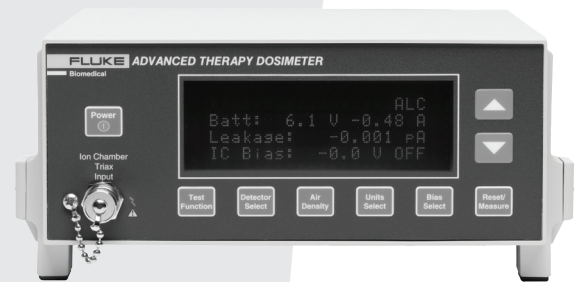 FLUKE ADVANCED THERAPY DOSIMETER
Biomedical
Power
ALC
Batt: 6.1 V -0.48 A
Leakage: -0.001 pA
IC Bias: -0.0 V OFF
Ion Chamber
Triax
Input
Test
Function
Detector
Select
Air
Density
Units
Select
Bias
Select
Reset/
Measure